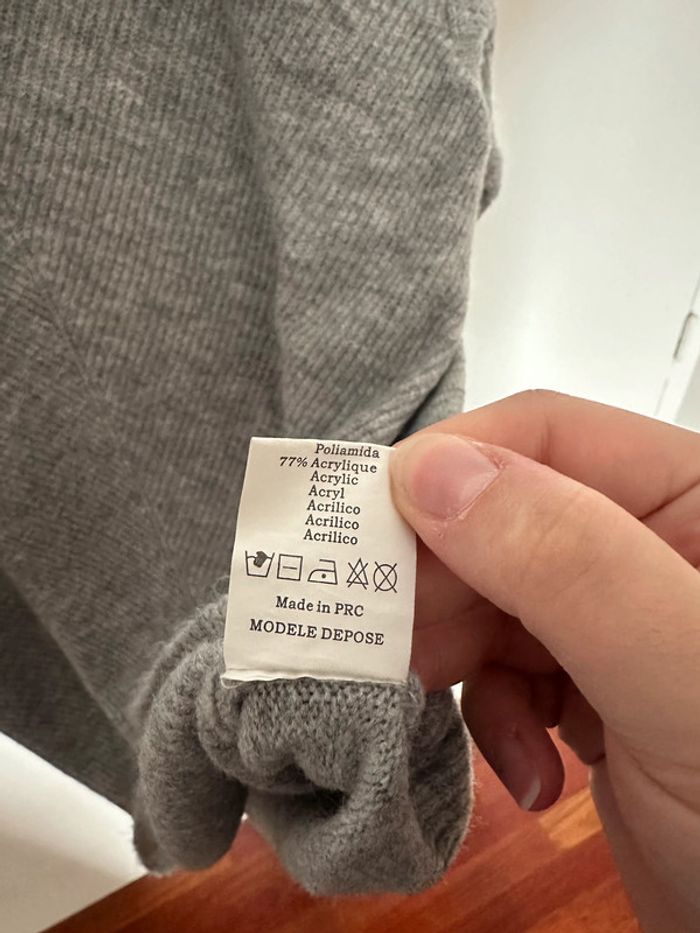 Poliamida
77% Acrylique
Acrylic
Acryl
Acrilico
Acrilico
Acrilico
Made in PRC
MODELE DEPOSE